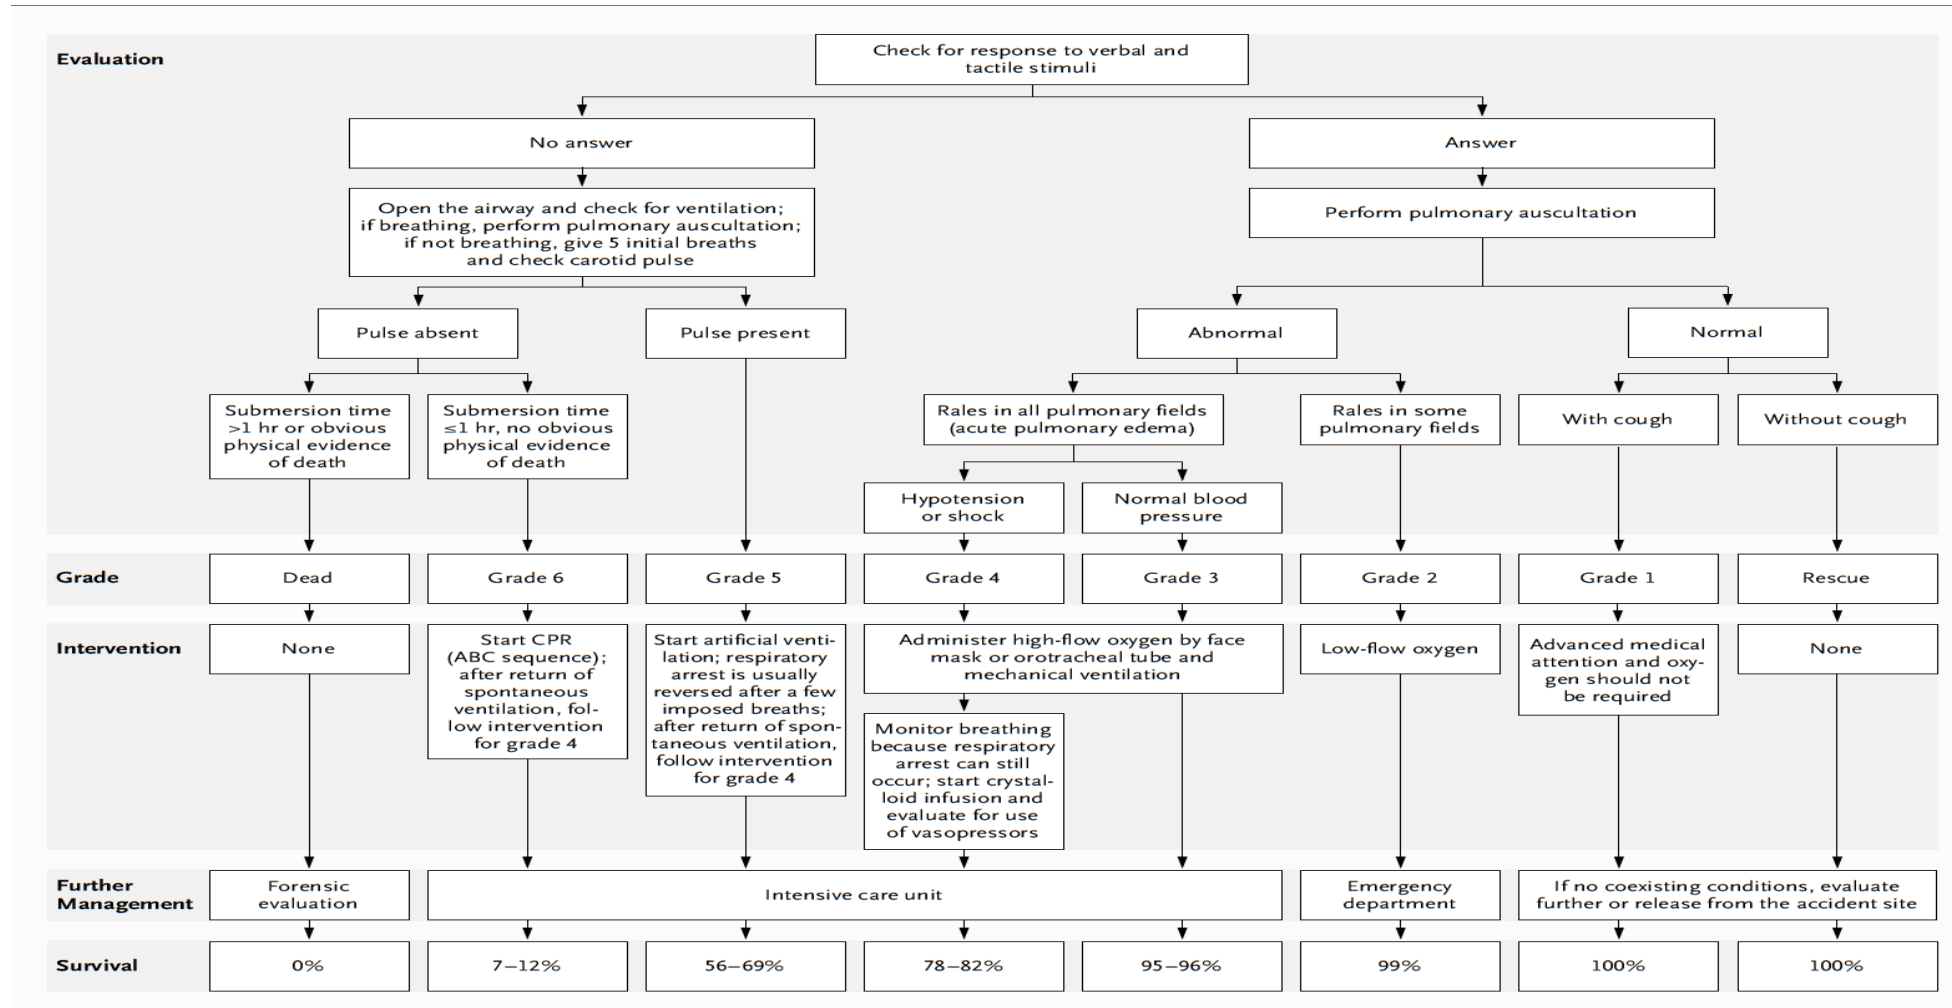 Evaluation
Check for response to verbal and
tactile stimuli
No answer
Answer
Open the airway and check for ventilation;
if breathing, perform pulmonary auscultation;
if not breathing, give 5 initial breaths
and check carotid pulse
Perform pulmonary auscultation
Pulse absent
Pulse present
Abnormal
Normal
Submersion time
>1 hr or obvious
physical evidence
of death
Submersion time
≤1 hr, no obvious
physical evidence
of death
Rales in all pulmonary fields
(acute pulmonary edema)
Rales in some
pulmonary fields
With cough
Without cough
Hypotension
or shock
Normal blood
pressure
Grade
Dead
Grade 6
Grade 5
Grade 4
Grade 3
Grade 2
Grade 1
Rescue
Intervention
None
Start CPR
(ABC sequence);
after return of
spontaneous
ventilation, fol-
low intervention
for grade 4
Start artificial venti-
lation; respiratory
arrest is usually
reversed after a few
imposed breaths;
after return of spon-
taneous ventilation,
follow intervention
for grade 4
Administer high-flow oxygen by face
mask or orotracheal tube and
mechanical ventilation
Monitor breathing
because respiratory
arrest can still
occur; start crystal-
loid infusion and
evaluate for use
of vasopressors
Low-flow oxygen
Advanced medical
attention and oxy-
gen should not
be required
None
Further
Management
Forensic
evaluation
Intensive care unit
Emergency
department
If no coexisting conditions, evaluate
further or release from the accident site
Survival
0%
7–12%
56–69%
78–82%
95–96%
99%
100%
100%